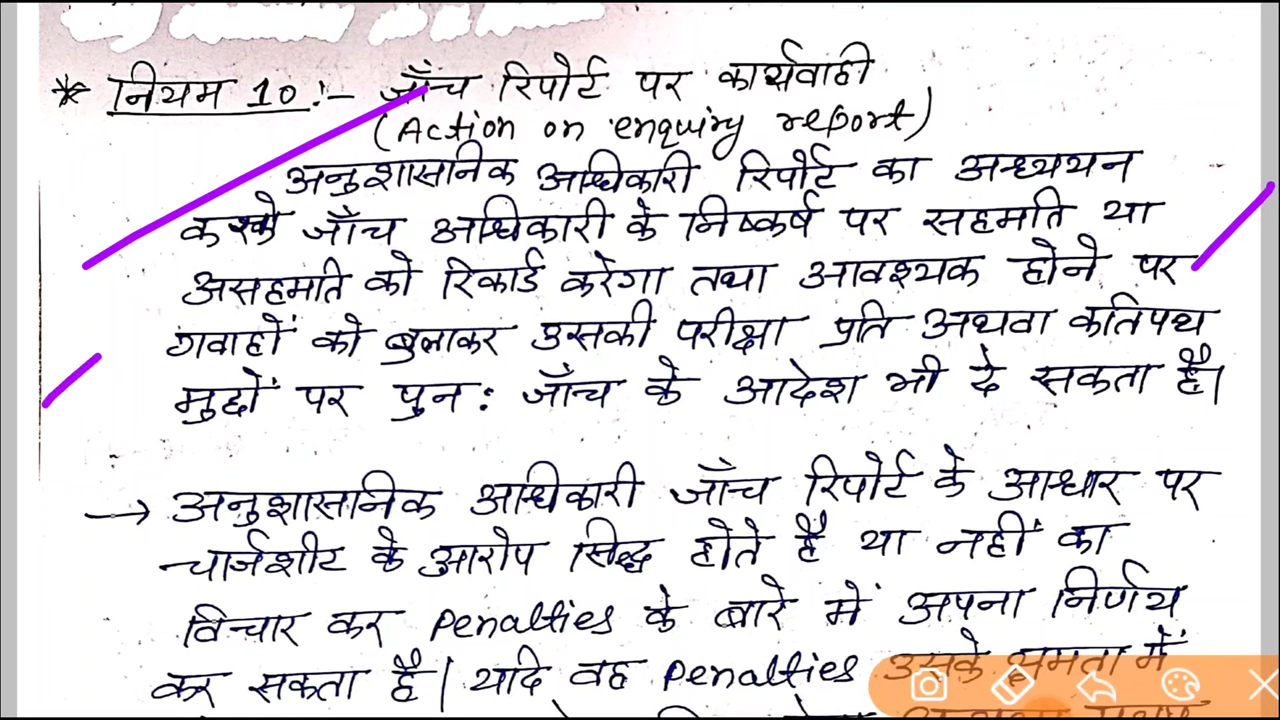 * नियम 10 :- जाँच रिपोर्ट पर कार्यवाही
(Action on enquiry report)
अनुशासनिक अधिकारी रिपोर्ट का अध्ययन
करके जाँच अधिकारी के निष्कर्ष पर सहमति या
असहमति को रिकार्ड करेगा तथा आवश्यक होने पर
गवाहों को बुलाकर उसकी परीक्षा प्रति अथवा कतिपय
मुद्दों पर पुन: जाँच के आदेश भी दे सकता है।
→ अनुशासनिक अधिकारी जाँच रिपोर्ट के आधार पर
चार्जशीट के आरोप सिद्ध होते है या नहीं का
विचार कर Penalties के बारे में अपना निर्णय
कर सकता है। यदि वह Penalties उसके क्षमता में